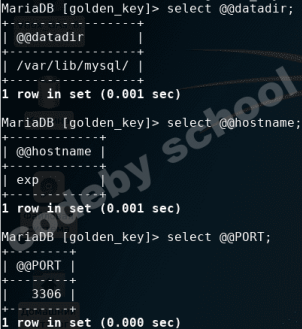 MariaDB [golden_key]> select @@datadir;
+-----------------+
| @@datadir       |
+-----------------+
| /var/lib/mysql/ |
+-----------------+
1 row in set (0.001 sec)
MariaDB [golden_key]> select @@hostname;
+------------+
| @@hostname |
+------------+
| exp        |
+------------+
1 row in set (0.001 sec)
MariaDB [golden_key]> select @@PORT;
+--------+
| @@PORT |
+--------+
|   3306 |
+--------+
1 row in set (0.000 sec)
codeby school